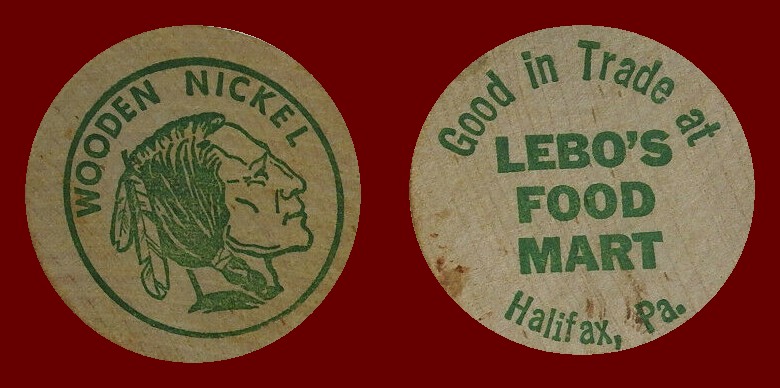 WOODEN NICKEL
Good in Trade at
LEBO'S
FOOD
MART
Halifax, Pa.